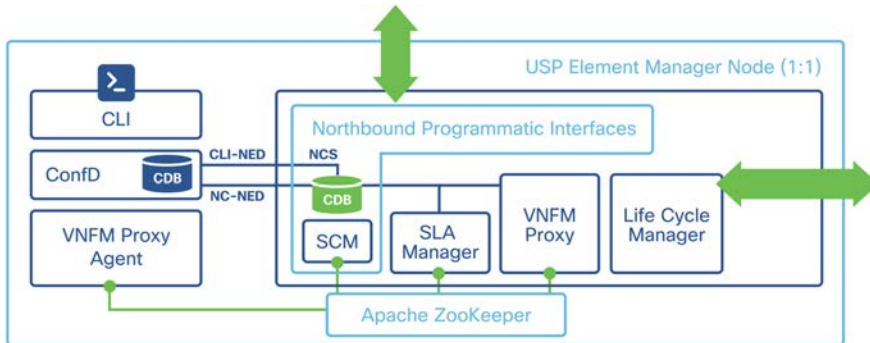 USP Element Manager Node (1:1)
CLI
Northbound Programmatic Interfaces
ConfD
CDB
CLI-NED
NCS
NC-NED
CDB
VNFM Proxy
Agent
SCM
SLA
Manager
VNFM
Proxy
Life Cycle
Manager
Apache ZooKeeper